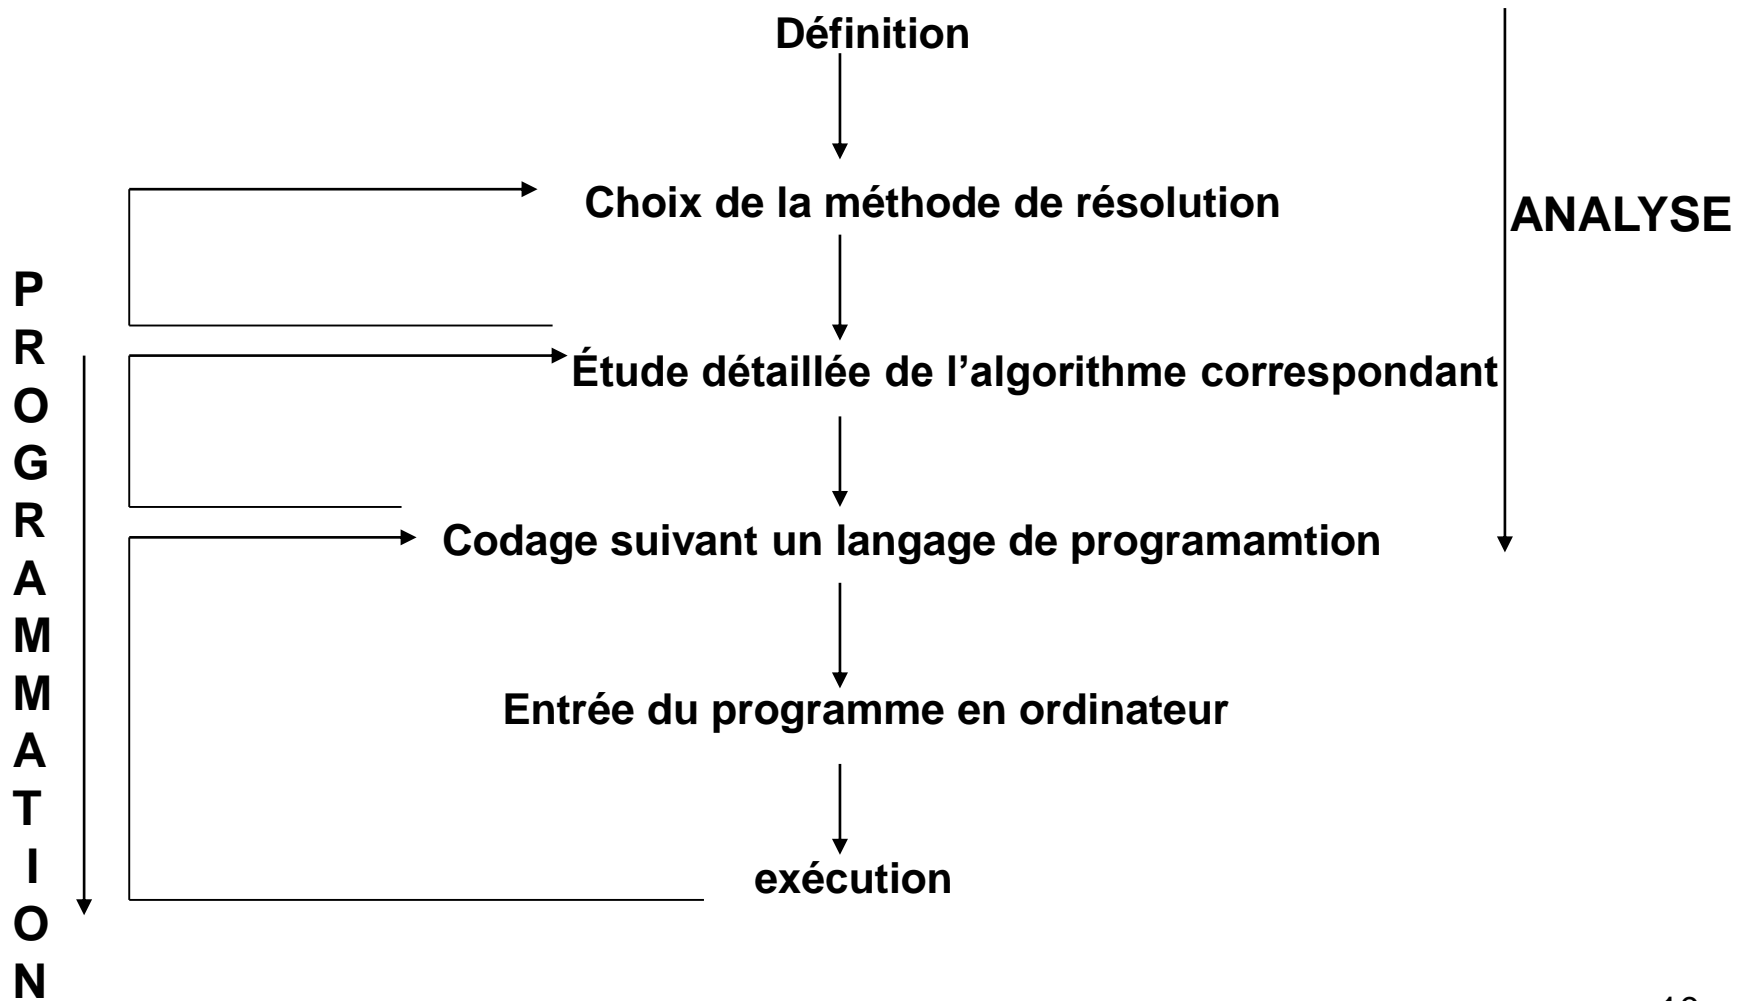 Définition
Choix de la méthode de résolution
ANALYSE
Étude détaillée de l’algorithme correspondant
Codage suivant un langage de programamtion
Entrée du programme en ordinateur
exécution
P
R
O
G
R
A
M
M
A
T
I
O
N